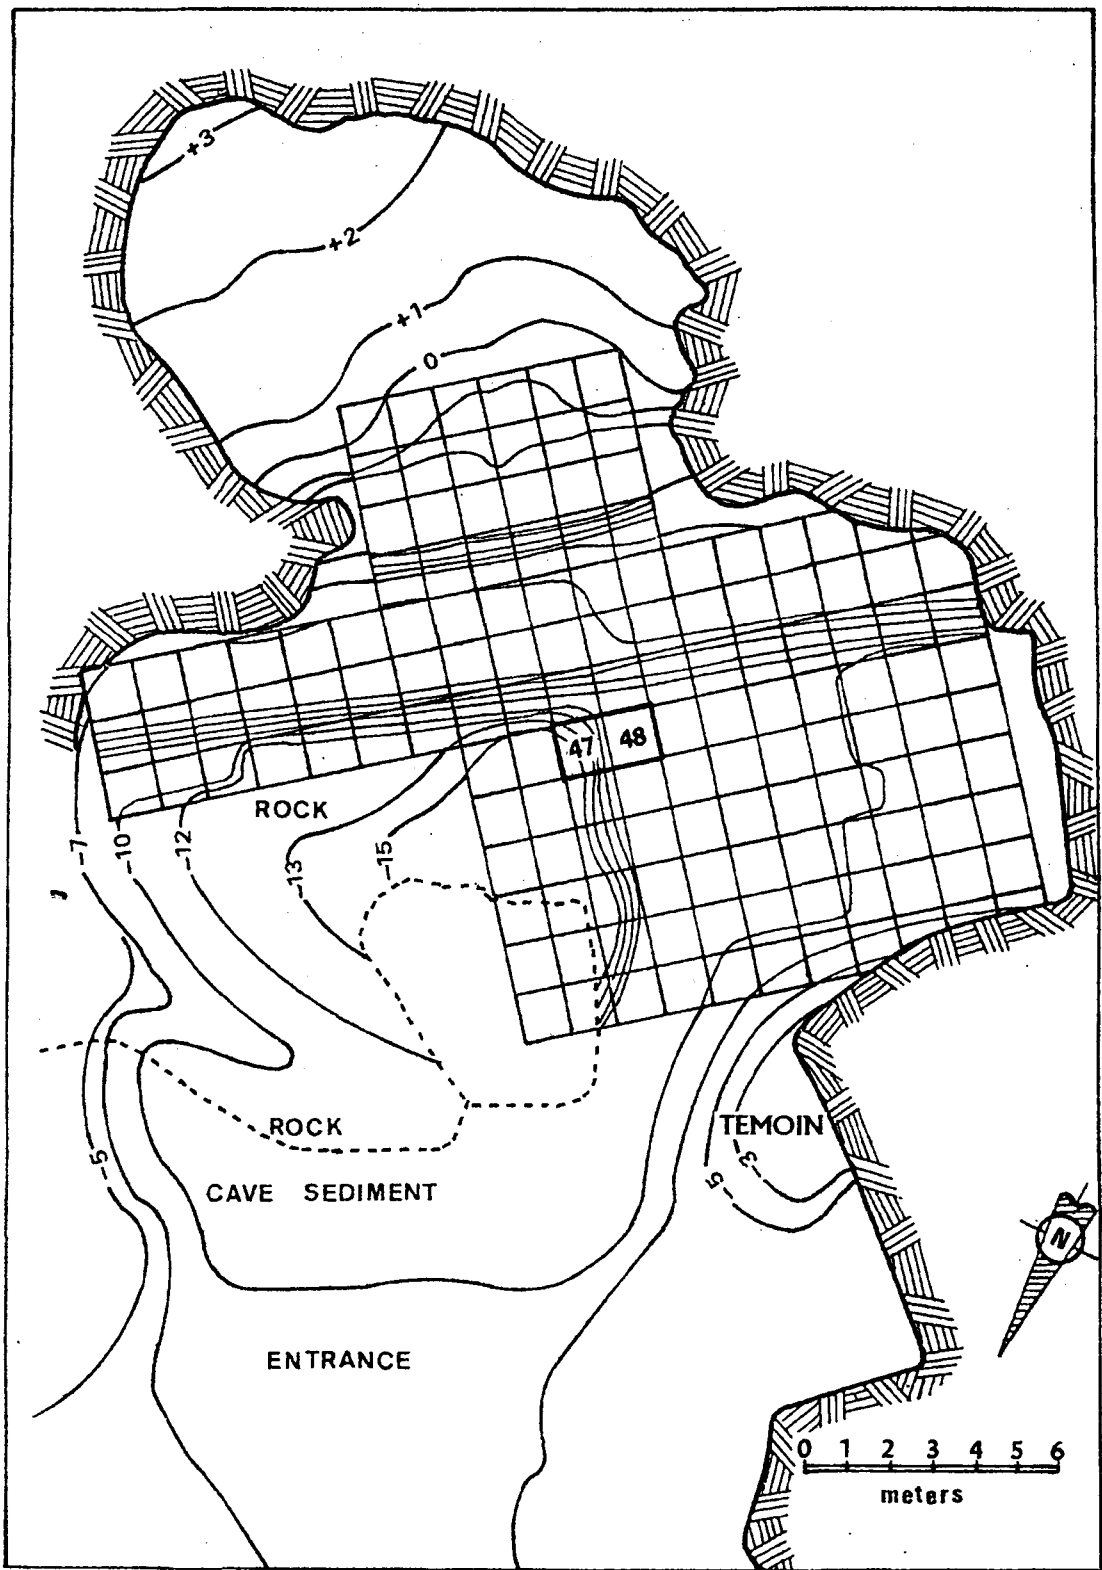 +3
+2
+1
0
47 48
ROCK
-7
-10
-12
-13
-15
ROCK
TEMOIN
-3
-5
-5
CAVE SEDIMENT
N
ENTRANCE
0 1 2 3 4 5 6
meters